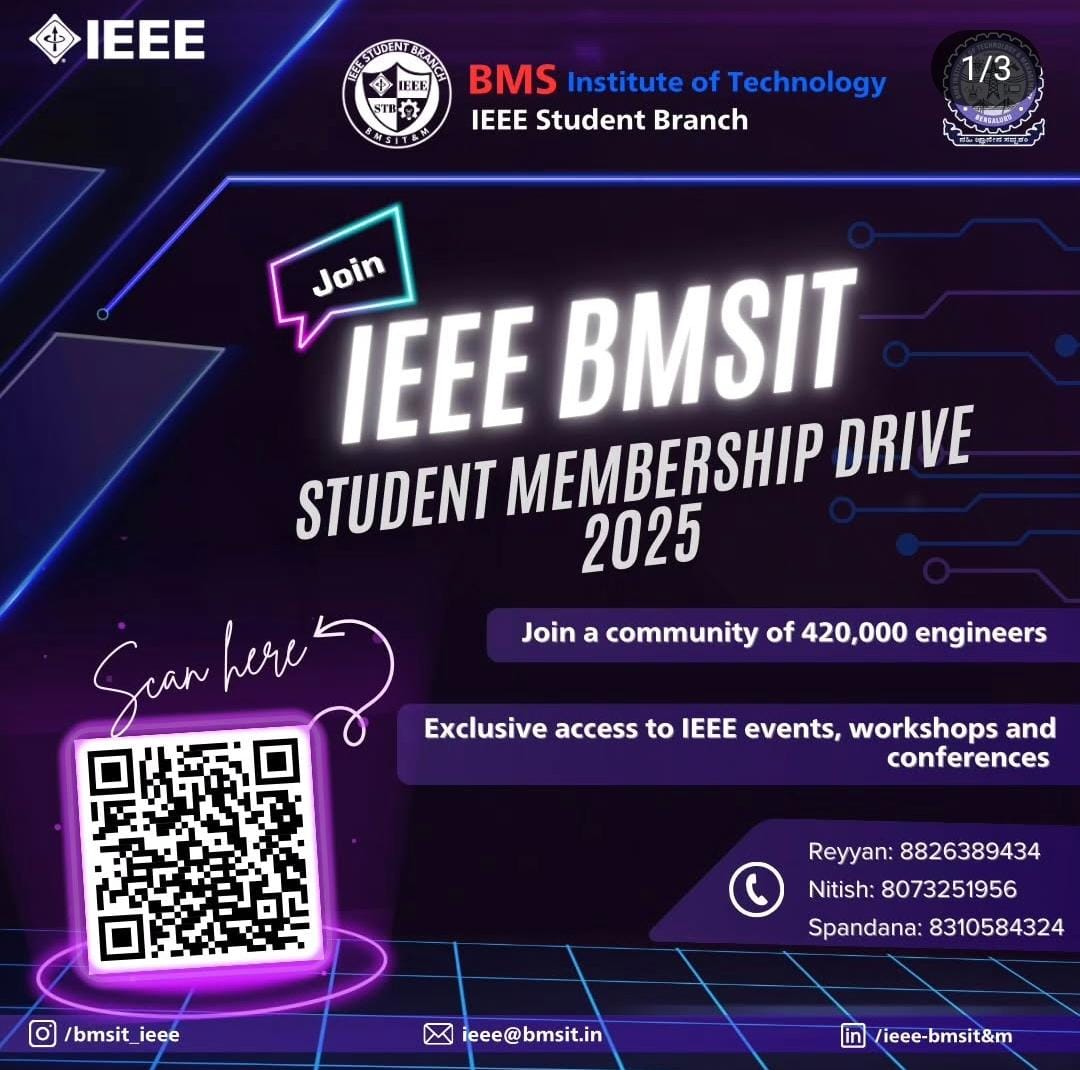 IEEE
IEEE STUDENT BRANCH
IEEE
STB
BMSIT&M
BMS Institute of Technology
IEEE Student Branch
1/3
BENGALURU
Join
IEEE BMSIT
STUDENT MEMBERSHIP DRIVE
2025
Join a community of 420,000 engineers
Exclusive access to IEEE events, workshops and
conferences
Scan here
Reyyan: 8826389434
Nitish: 8073251956
Spandana: 8310584324
/bmsit_ieee
ieee@bmsit.in
/ieee-bmsit&m